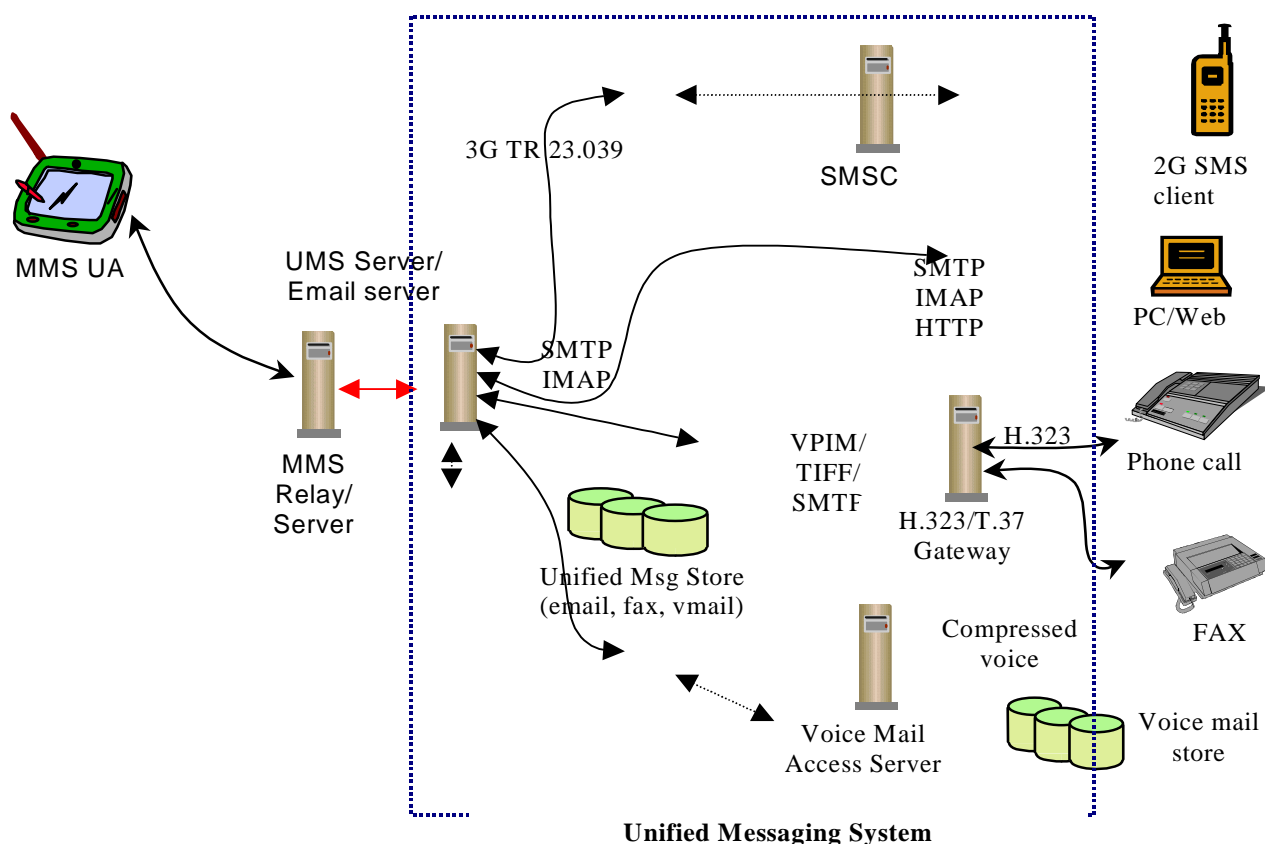 3G TR 23.039
SMSC
2G SMS
client
MMS UA
UMS Server/
Email server
SMTP
IMAP
HTTP
PC/Web
SMTP
IMAP
MMS
Relay/
Server
VPIM/
TIFF/
SMTP
H.323
Phone call
H.323/T.37
Gateway
Unified Msg Store
(email, fax, vmail)
FAX
Compressed
voice
Voice Mail
Access Server
Voice mail
store
Unified Messaging System